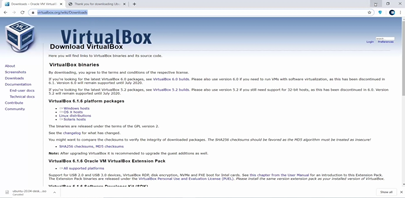 Downloads – Oracle VM Virtual
Thank you for downloading Ubu
virtualbox.org/wiki/Downloads
VirtualBox
Login
Preferences
Download VirtualBox
Here you will find links to VirtualBox binaries and its source code.
About
Screenshots
Downloads
Documentation
End-user docs
Technical docs
Contribute
Community
VirtualBox binaries
By downloading, you agree to the terms and conditions of the respective license.
If you're looking for the latest VirtualBox 6.0 packages, see VirtualBox 6.0 builds. Please also use version 6.0 if you need to run VMs with software virtualization, as this has been discontinued in 6.1. Version 6.0 will remain supported until July 2020.
If you're looking for the latest VirtualBox 5.2 packages, see VirtualBox 5.2 builds. Please also use version 5.2 if you still need support for 32-bit hosts, as this has been discontinued in 6.0. Version 5.2 will remain supported until July 2020.
VirtualBox 6.1.6 platform packages
Windows hosts
OS X hosts
Linux distributions
Solaris hosts
The binaries are released under the terms of the GPL version 2.
See the changelog for what has changed.
You might want to compare the checksums to verify the integrity of downloaded packages. The SHA256 checksums should be favored as the MD5 algorithm must be treated as insecure!
SHA256 checksums, MD5 checksums
Note: After upgrading VirtualBox it is recommended to upgrade the guest additions as well.
VirtualBox 6.1.6 Oracle VM VirtualBox Extension Pack
All supported platforms
Support for USB 2.0 and USB 3.0 devices, VirtualBox RDP, disk encryption, NVMe and PXE boot for Intel cards. See this chapter from the User Manual for an introduction to this Extension Pack. The Extension Pack binaries are released under the VirtualBox Personal Use and Evaluation License (PUEL). Please install the same version extension pack as your installed version of VirtualBox.
Show all